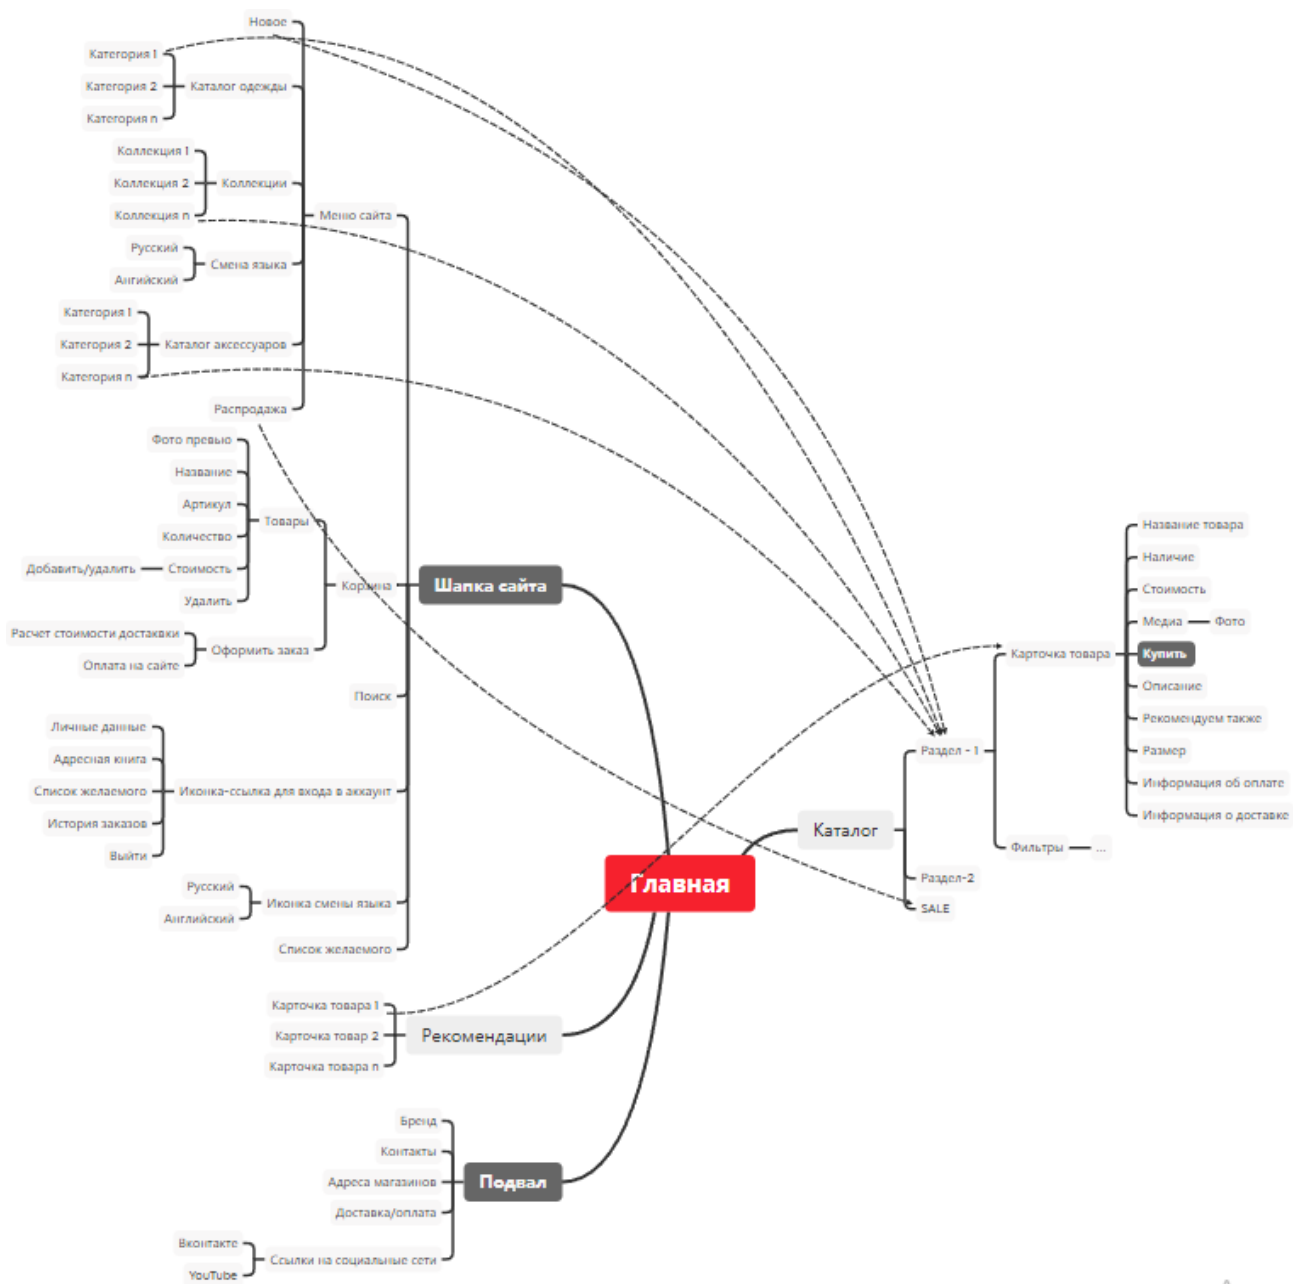 Новое
Категория 1
Категория 2
Категория n
Каталог одежды
Коллекция 1
Коллекция 2
Коллекция n
Коллекции
Меню сайта
Русский
Ангийский
Смена языка
Категория 1
Категория 2
Категория n
Каталог аксессуаров
Распродажа
Фото превью
Название
Артикул
Количество
Добавить/удалить
Стоимость
Удалить
Товары
Корзина
Шапка сайта
Расчет стоимости достаквки
Оплата на сайте
Оформить заказ
Поиск
Личные данные
Адресная книга
Список желаемого
История заказов
Выйти
Иконка-ссылка для входа в аккаунт
Русский
Английский
Иконка смены языка
Список желаемого
Главная
Карточка товара 1
Карточка товар 2
Карточка товара n
Рекомендации
Бренд
Контакты
Адреса магазинов
Доставка/оплата
Вконтакте
YouTube
Ссылки на социальные сети
Подвал
Каталог
Раздел - 1
Раздел-2
SALE
Карточка товара
Фильтры
...
Название товара
Наличие
Стоимость
Медиа
Фото
Купить
Описание
Рекомендуем также
Размер
Информация об оплате
Информация о доставке